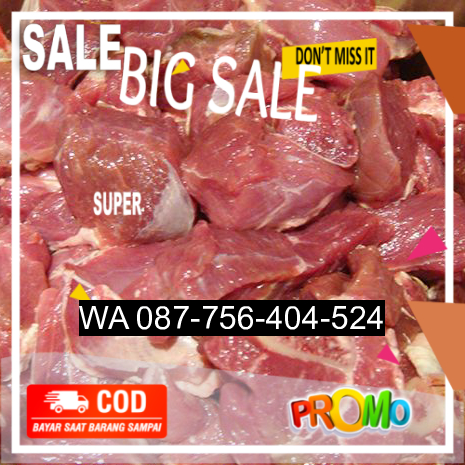 SALE
BIG SALE
DON'T MISS IT
SUPER
WA 087-756-404-524
COD
BAYAR SAAT BARANG SAMPAI
PROMO